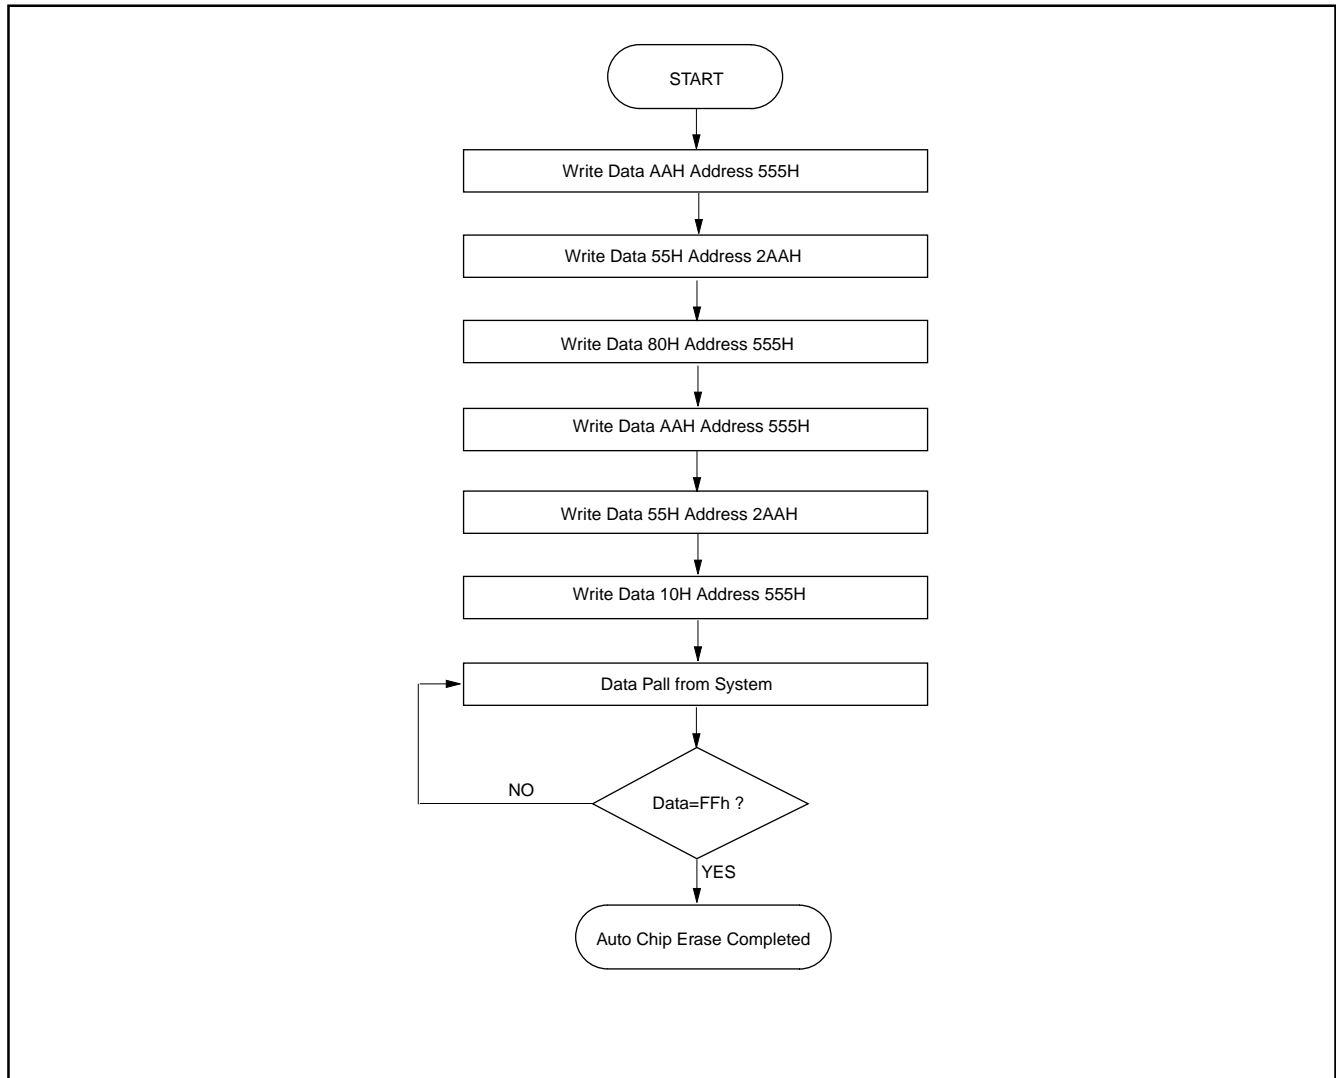 START
Write Data AAH Address 555H
Write Data 55H Address 2AAH
Write Data 80H Address 555H
Write Data AAH Address 555H
Write Data 55H Address 2AAH
Write Data 10H Address 555H
Data Pall from System
NO
Data=FFh ?
YES
Auto Chip Erase Completed